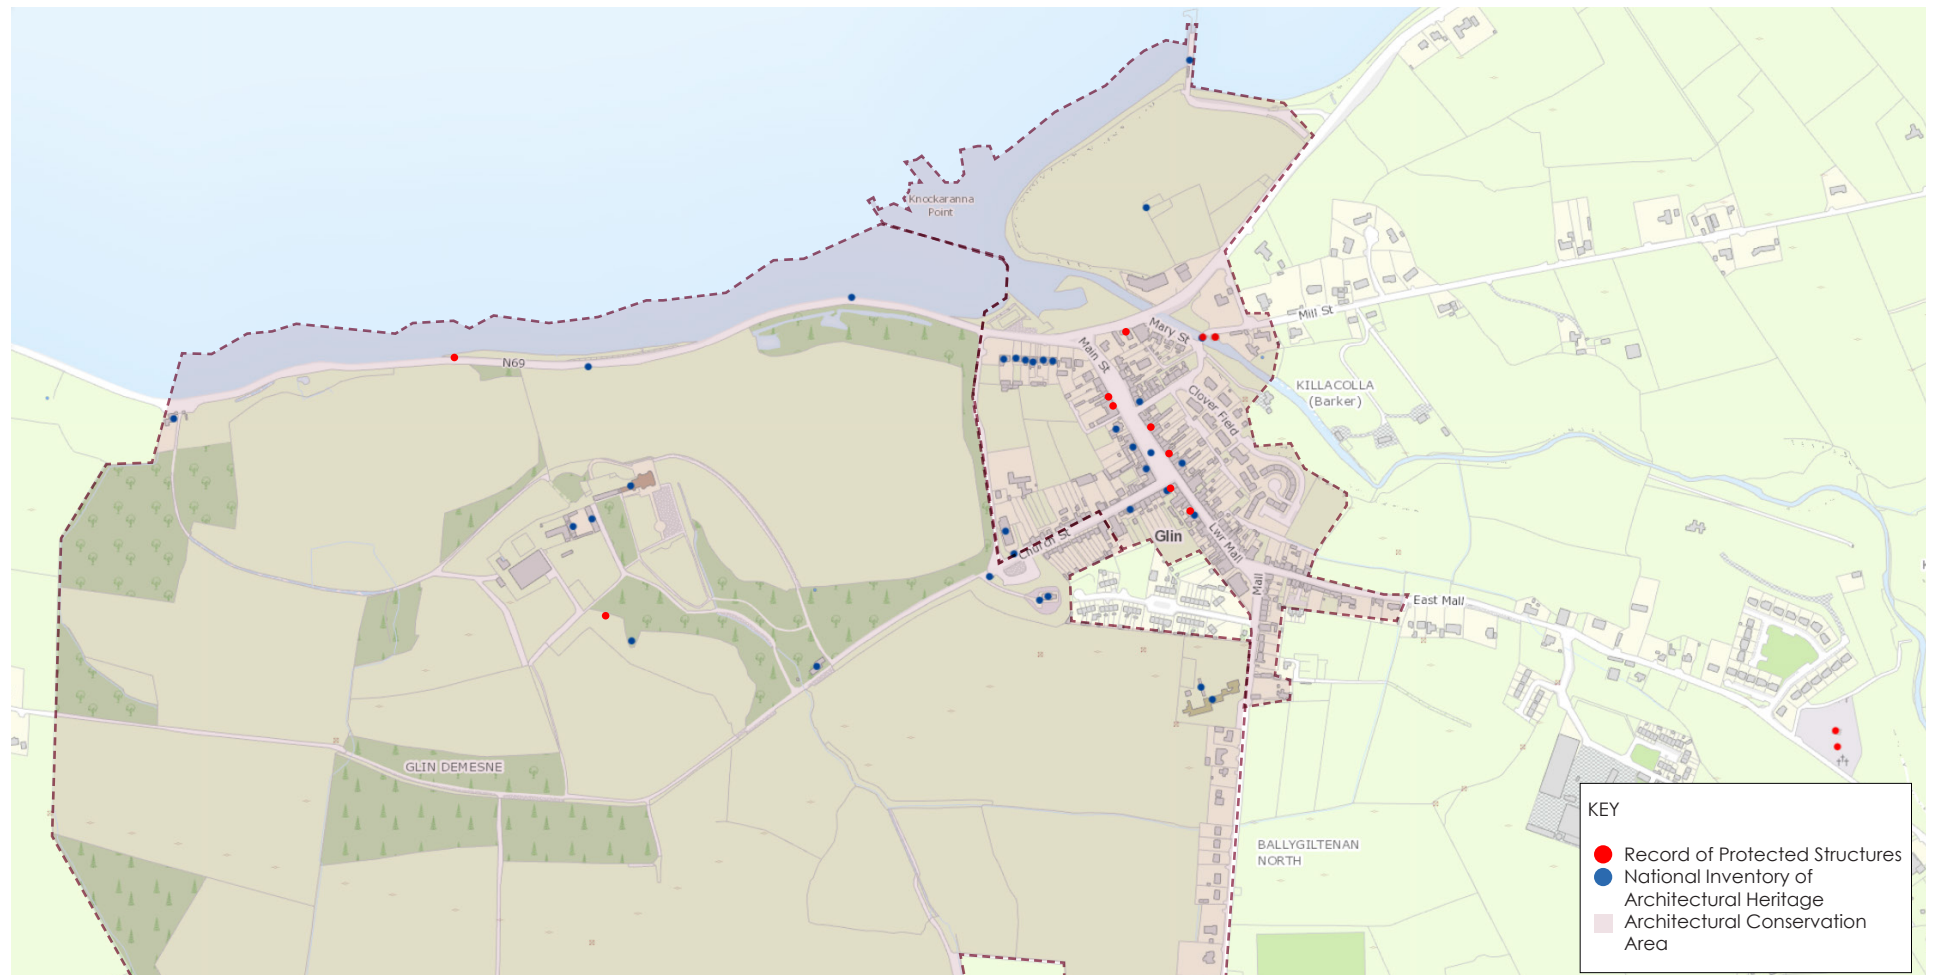 Knockaranna
Point
N69
Mary St
Mill St
Main St
KILLACOLLA
(Barker)
Clover Field
Church St
Glin
Lwr Mall
Mall
East Mall
GLIN DEMESNE
BALLYGILTENAN
NORTH
KEY
Record of Protected Structures
National Inventory of
Architectural Heritage
Architectural Conservation
Area